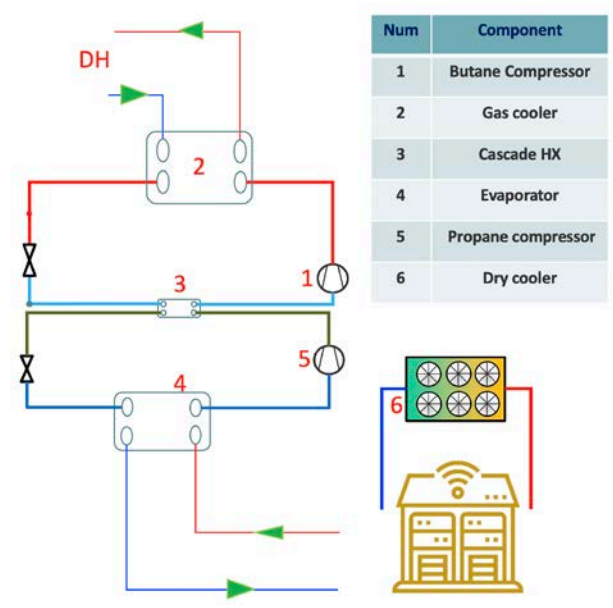 DH
2
1
3
5
4
6
Num Component
1 Butane Compressor
2 Gas cooler
3 Cascade HX
4 Evaporator
5 Propane compressor
6 Dry cooler